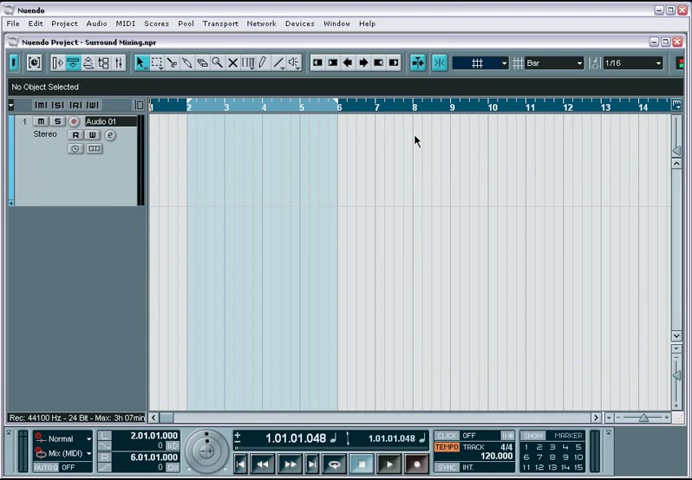 Nuendo
File Edit Project Audio MIDI Scores Pool Transport Network Devices Window Help
Nuendo Project - Surround Mixing.npr
Bar 1/16
No Object Selected
M S R W
1 2 3 4 5 6 7 8 9 10 11 12 13 14
1 M S Audio 01
Stereo R W e
Rec: 44100 Hz - 24 Bit - Max: 3h 07min
Normal
Mix (MIDI)
AUTO Q OFF
L 2.01.01.000
0
R 6.01.01.000
0
1.01.01.048 1.01.01.048
CLICK OFF
TEMPO TRACK 4/4
120.000
SYNC INT.
SHOW MARKER
1 2 3 4 5
6 7 8 9 10
11 12 13 14 15